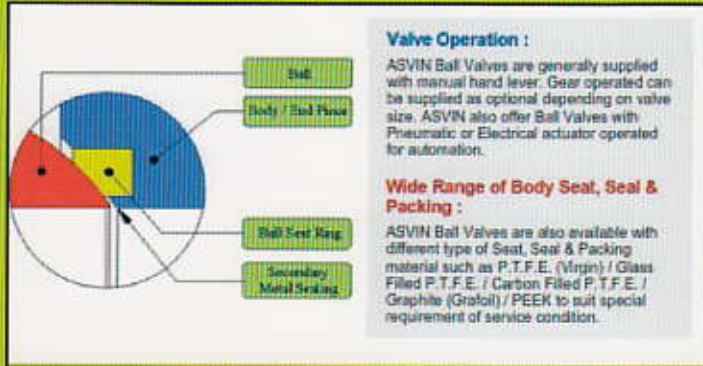 Ball
Body / End Piece
Ball Seat Ring
Secondary
Metal Sealing
Valve Operation :
ASVIN Ball Valves are generally supplied
with manual hand lever. Gear operated can
be supplied as optional depending on valve
size. ASVIN also offer Ball Valves with
Pneumatic or Electrical actuator operated
for automation.
Wide Range of Body Seat, Seal &
Packing :
ASVIN Ball Valves are also available with
different type of Seat, Seal & Packing
material such as P.T.F.E. (Virgin) / Glass
Filled P.T.F.E. / Carbon Filled P.T.F.E. /
Graphite (Grafoil) / PEEK to suit special
requirement of service condition.